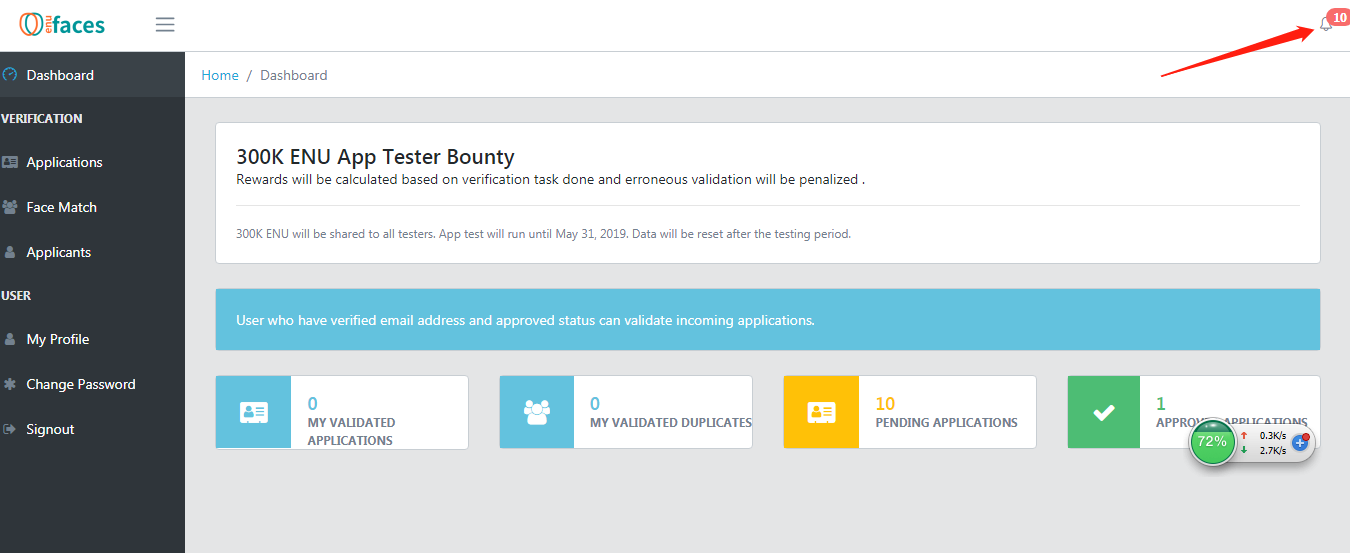 enu faces
10
Dashboard
Home / Dashboard
VERIFICATION
Applications
Face Match
Applicants
USER
My Profile
Change Password
Signout
300K ENU App Tester Bounty
Rewards will be calculated based on verification task done and erroneous validation will be penalized .
300K ENU will be shared to all testers. App test will run until May 31, 2019. Data will be reset after the testing period.
User who have verified email address and approved status can validate incoming applications.
0
MY VALIDATED
APPLICATIONS
0
MY VALIDATED DUPLICATES
10
PENDING APPLICATIONS
1
APPROVED APPLICATIONS
72%
0.3K/s
2.7K/s